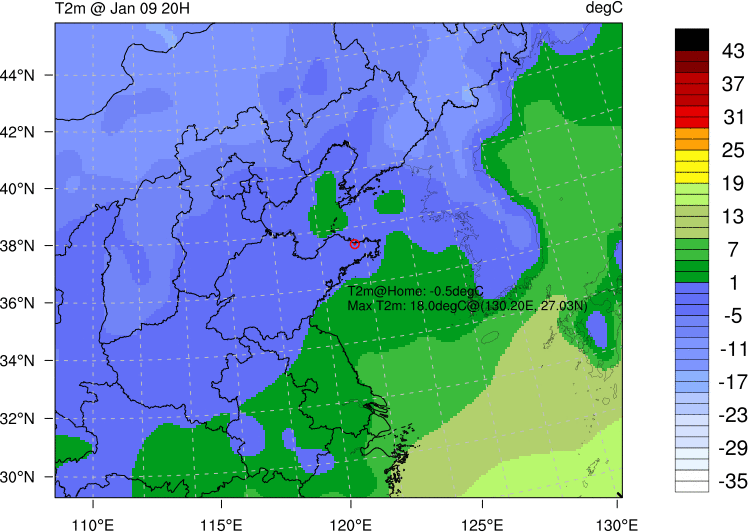 T2m @ Jan 09 20H
degC
44°N
42°N
40°N
38°N
36°N
34°N
32°N
30°N
T2m@Home: -0.5degC
Max T2m: 18.0degC@(130.20E, 27.03N)
110°E
115°E
120°E
125°E
130°E
43
37
31
25
19
13
7
1
-5
-11
-17
-23
-29
-35